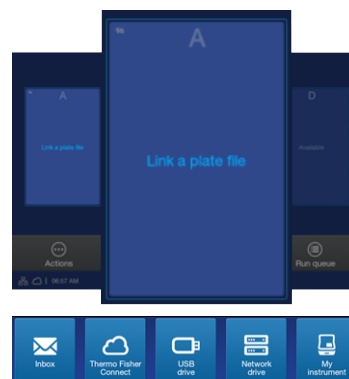 96
A
Link a plate file
A
Link a plate file
D
Available
Actions
Run queue
06:57 AM
Inbox
Thermo Fisher
Connect
USB
drive
Network
drive
My
instrument